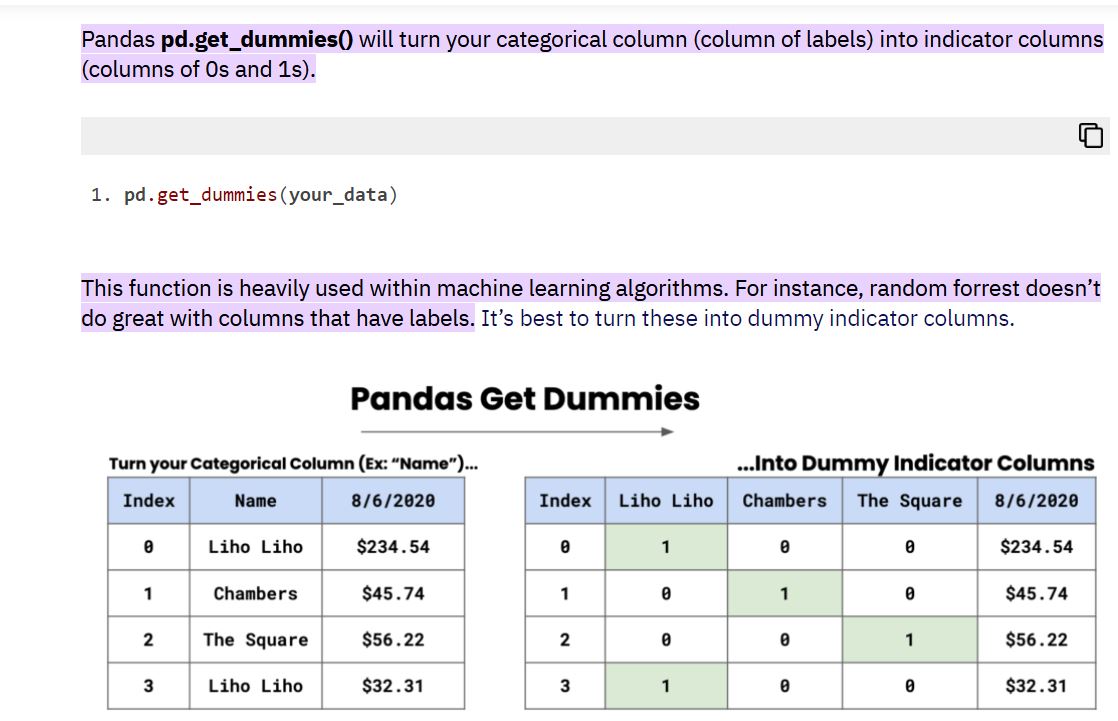 Pandas pd.get_dummies() will turn your categorical column (column of labels) into indicator columns
(columns of 0s and 1s).
1. pd.get_dummies(your_data)
This function is heavily used within machine learning algorithms. For instance, random forrest doesn’t
do great with columns that have labels. It’s best to turn these into dummy indicator columns.
Pandas Get Dummies
Turn your Categorical Column (Ex: “Name”)...
...Into Dummy Indicator Columns
Index Name 8/6/2020
0 Liho Liho $234.54
1 Chambers $45.74
2 The Square $56.22
3 Liho Liho $32.31
Index Liho Liho Chambers The Square 8/6/2020
0 1 0 0 $234.54
1 0 1 0 $45.74
2 0 0 1 $56.22
3 1 0 0 $32.31